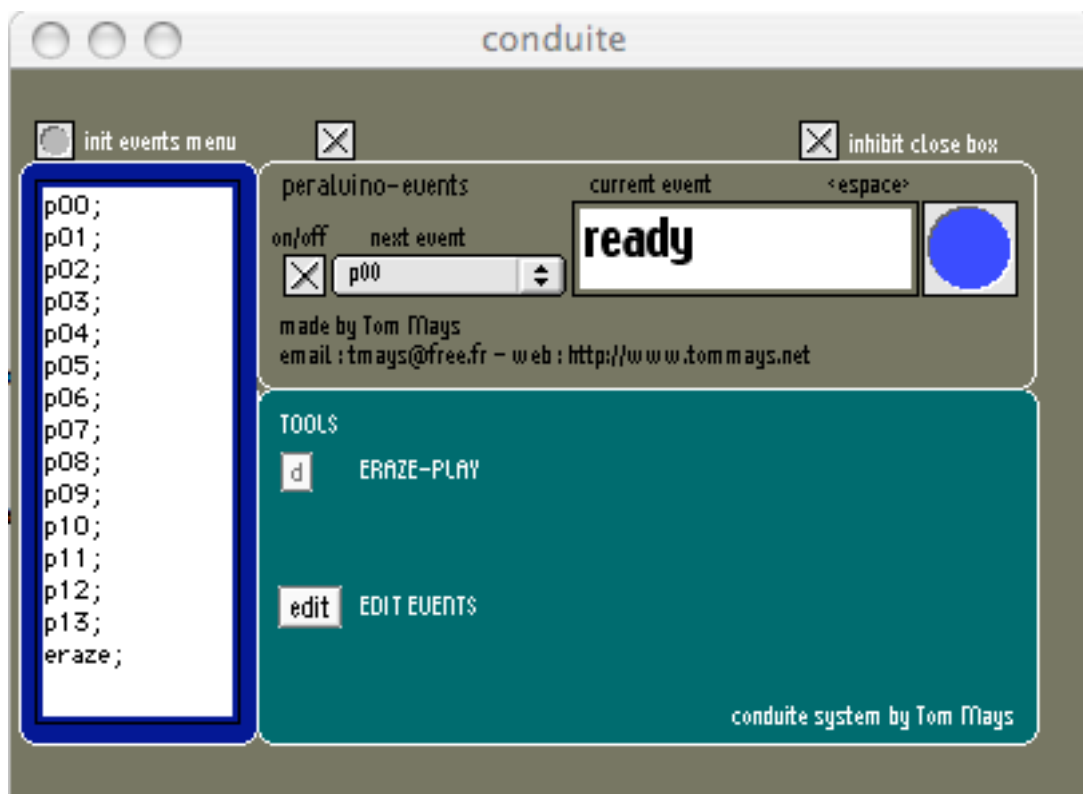 conduite
init events menu
inhibit close box
p00;
p01;
p02;
p03;
p04;
p05;
p06;
p07;
p08;
p09;
p10;
p11;
p12;
p13;
eraze;
peraluino-events
current event
<espace>
on/off
next event
p00
ready
made by Tom Mays
email : tmays@free.fr - web : http://www.tommays.net
TOOLS
d
ERAZE-PLAY
edit
EDIT EVENTS
conduite system by Tom Mays